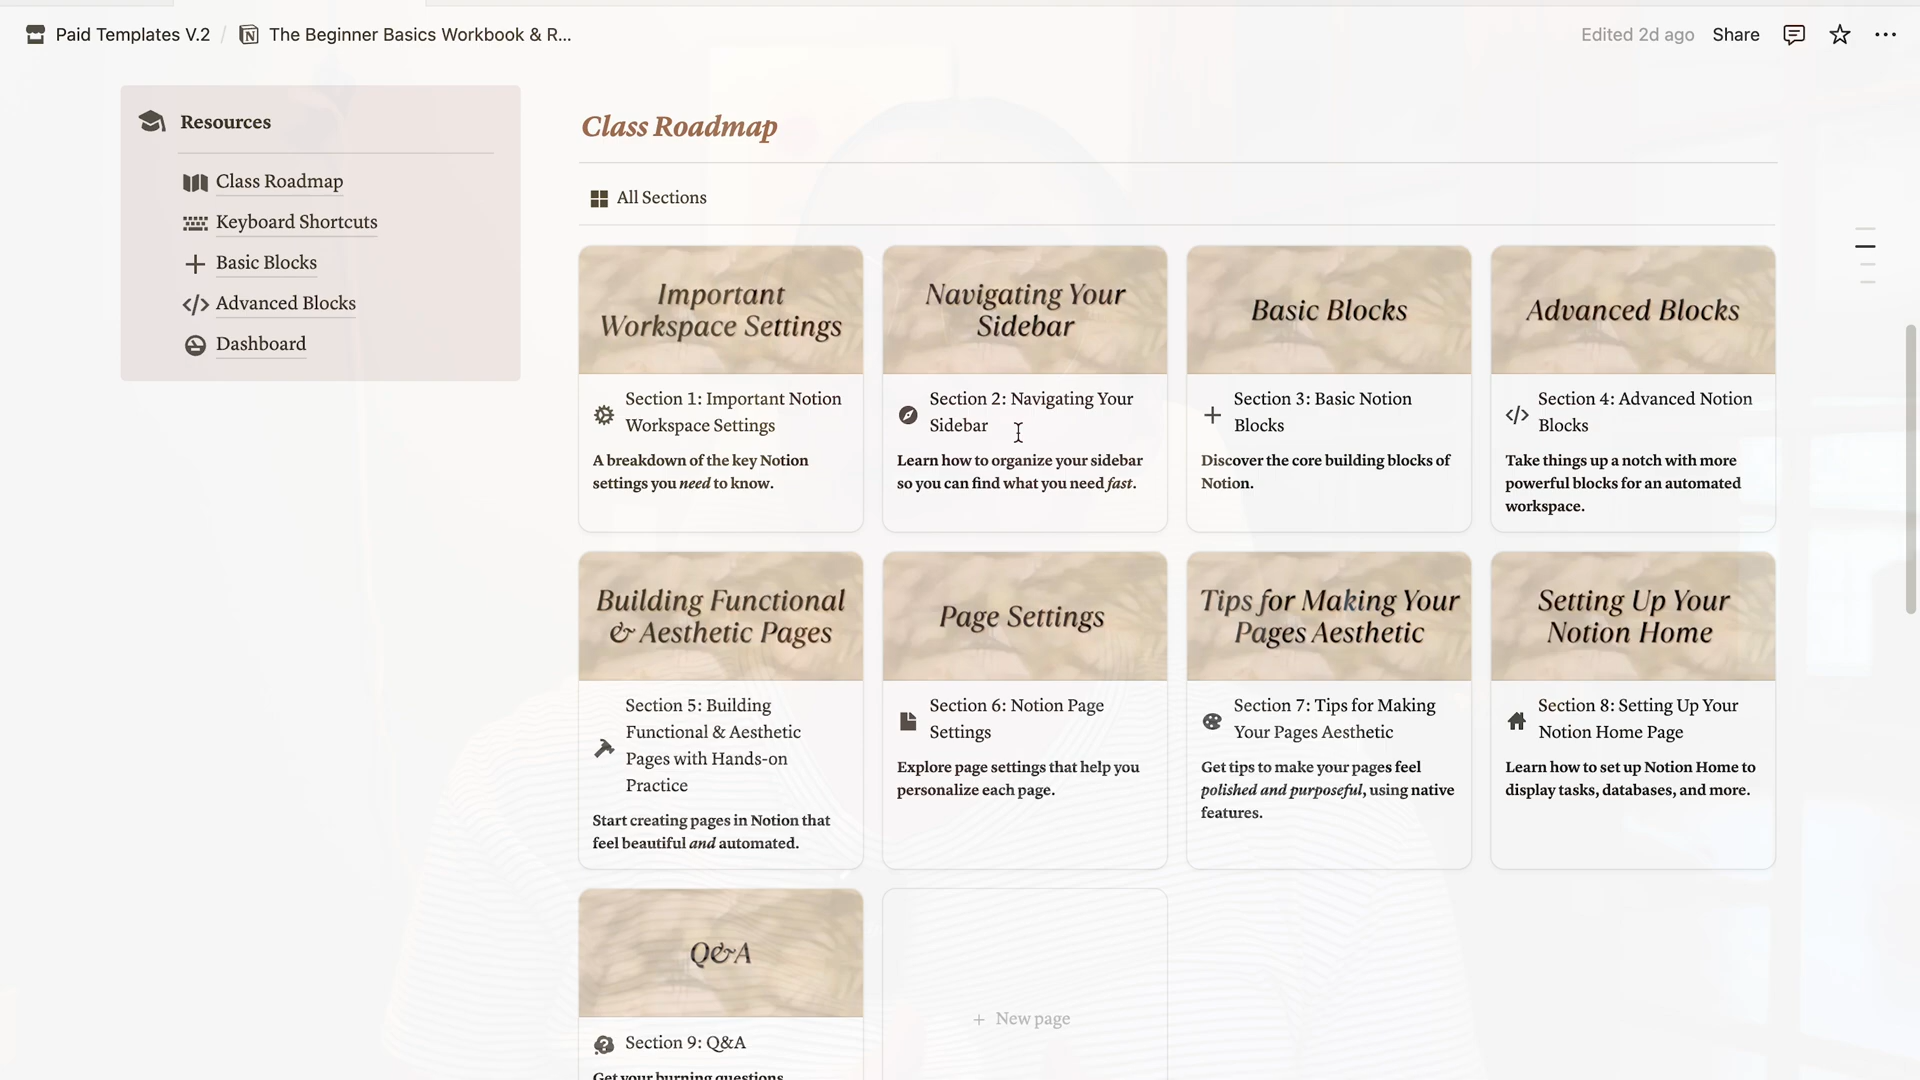 Paid Templates V.2 / The Beginner Basics Workbook & R...
Edited 2d ago Share
Resources
Class Roadmap
Keyboard Shortcuts
Basic Blocks
Advanced Blocks
Dashboard
Class Roadmap
All Sections
Important
Workspace Settings
Section 1: Important Notion
Workspace Settings
A breakdown of the key Notion
settings you need to know.
Navigating Your
Sidebar
Section 2: Navigating Your
Sidebar
Learn how to organize your sidebar
so you can find what you need fast.
Basic Blocks
Section 3: Basic Notion
Blocks
Discover the core building blocks of
Notion.
Advanced Blocks
Section 4: Advanced Notion
Blocks
Take things up a notch with more
powerful blocks for an automated
workspace.
Building Functional
& Aesthetic Pages
Section 5: Building
Functional & Aesthetic
Pages with Hands-on
Practice
Start creating pages in Notion that
feel beautiful and automated.
Page Settings
Section 6: Notion Page
Settings
Explore page settings that help you
personalize each page.
Tips for Making Your
Pages Aesthetic
Section 7: Tips for Making
Your Pages Aesthetic
Get tips to make your pages feel
polished and purposeful, using native
features.
Setting Up Your
Notion Home
Section 8: Setting Up Your
Notion Home Page
Learn how to set up Notion Home to
display tasks, databases, and more.
Q&A
Section 9: Q&A
Get your burning questions
+ New page